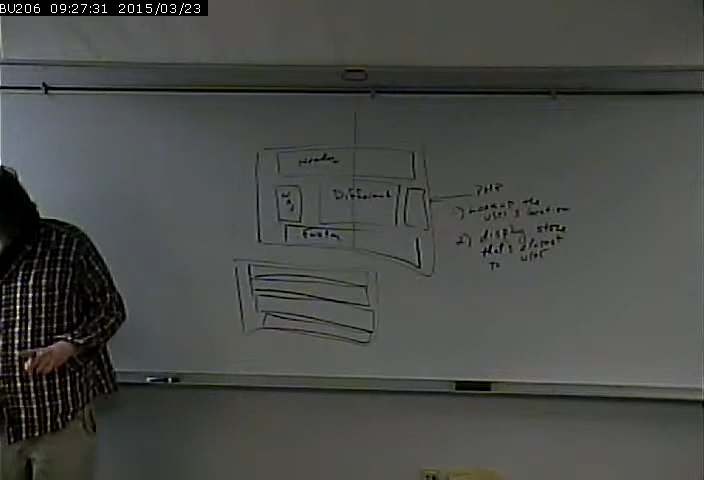 BU206 09:27:31 2015/03/23
Header
Different
Footer
PHP
1) the
user's location
2) display store
that's closest
to user